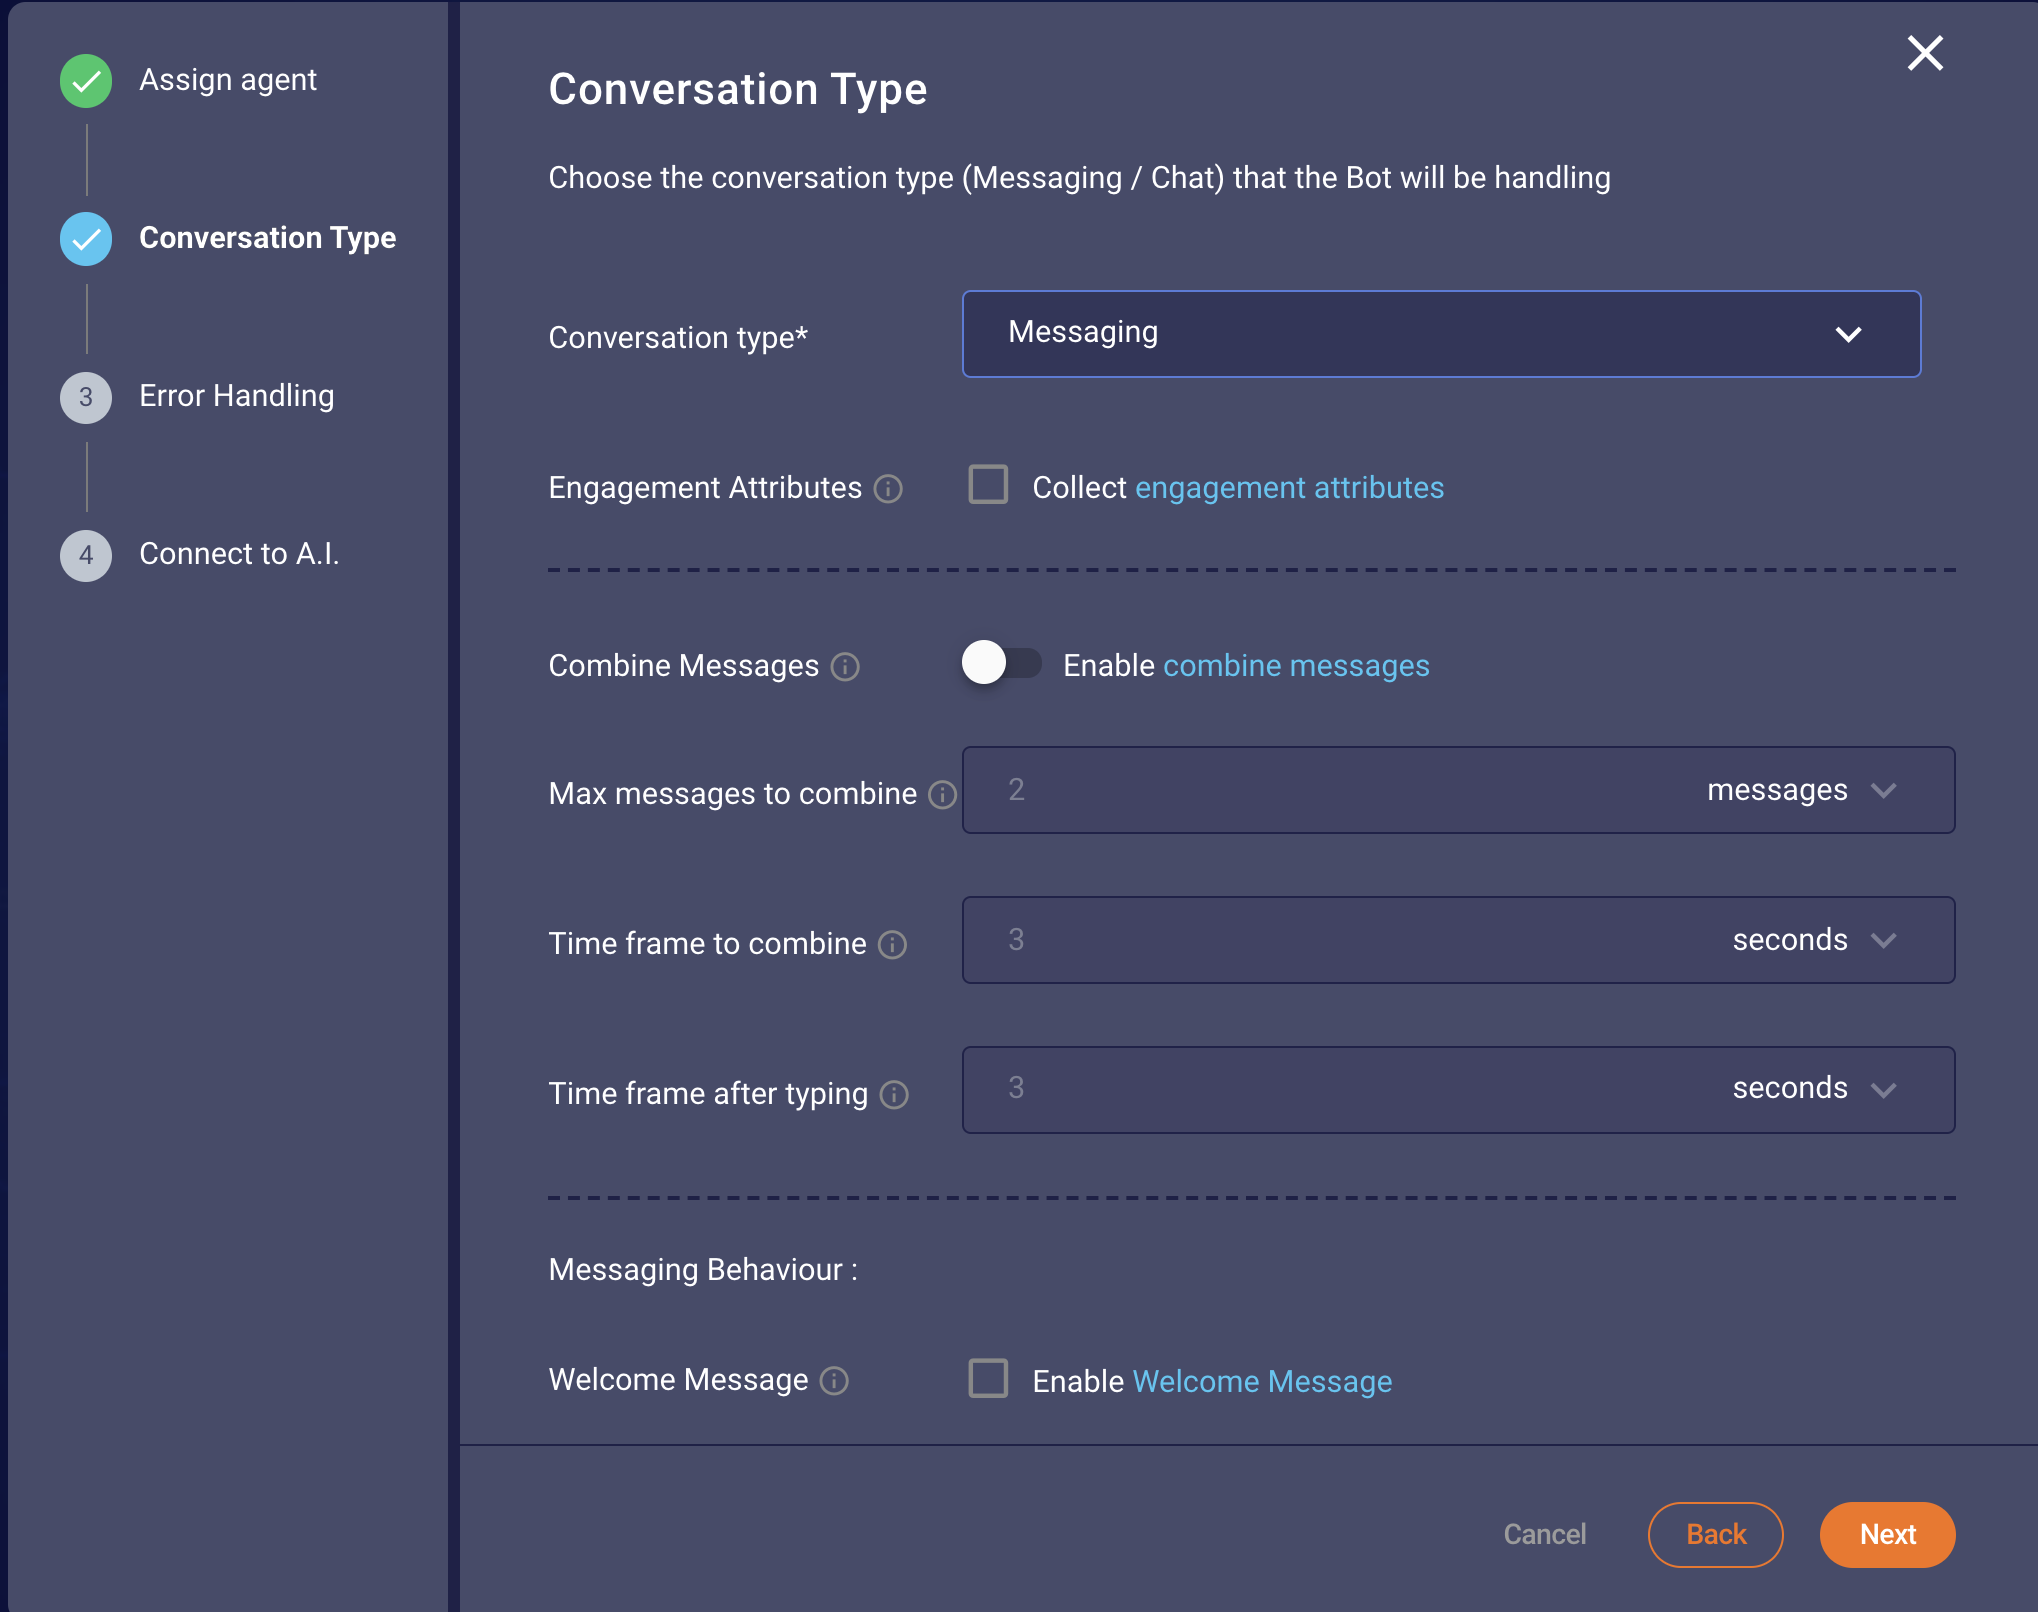 Assign agent
Conversation Type
3 Error Handling
4 Connect to A.I.
Conversation Type
Choose the conversation type (Messaging / Chat) that the Bot will be handling
Conversation type* Messaging
Engagement Attributes Collect engagement attributes
Combine Messages Enable combine messages
Max messages to combine 2 messages
Time frame to combine 3 seconds
Time frame after typing 3 seconds
Messaging Behaviour :
Welcome Message Enable Welcome Message
Cancel Back Next